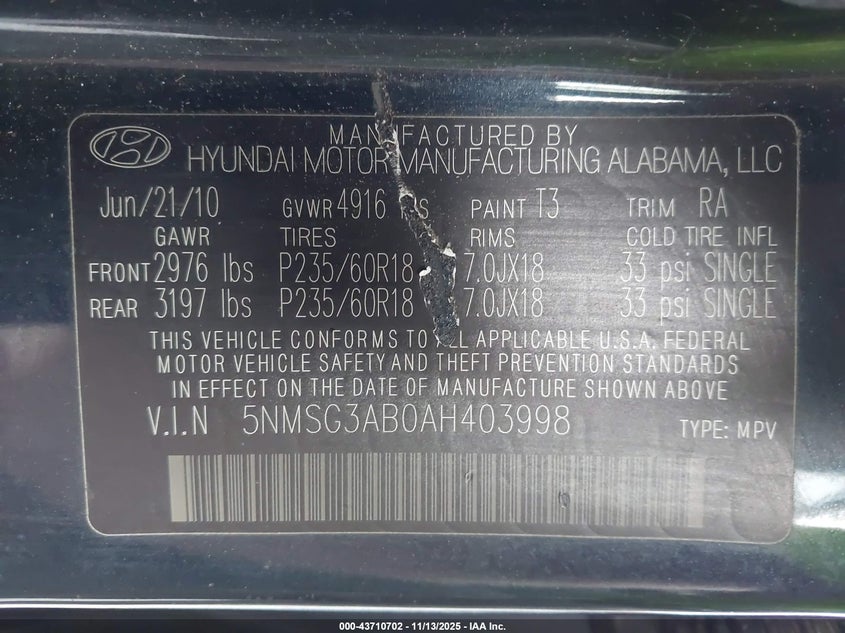 MANUFACTURED BY
HYUNDAI MOTOR MANUFACTURING ALABAMA, LLC
Jun/21/10 GVWR 4916 PAINT T3 TRIM RA
GAWR TIRES RIMS COLD TIRE INFL
FRONT 2976 lbs P235/60R18 7.0JX18 33 psi SINGLE
REAR 3197 lbs P235/60R18 7.0JX18 33 psi SINGLE
THIS VEHICLE CONFORMS TO APPLICABLE U.S.A. FEDERAL
MOTOR VEHICLE SAFETY AND THEFT PREVENTION STANDARDS
IN EFFECT ON THE DATE OF MANUFACTURE SHOWN ABOVE
V.I.N 5NMSG3AB0AH403998 TYPE: MPV
000-43710702 - 11/13/2025 - IAA Inc.